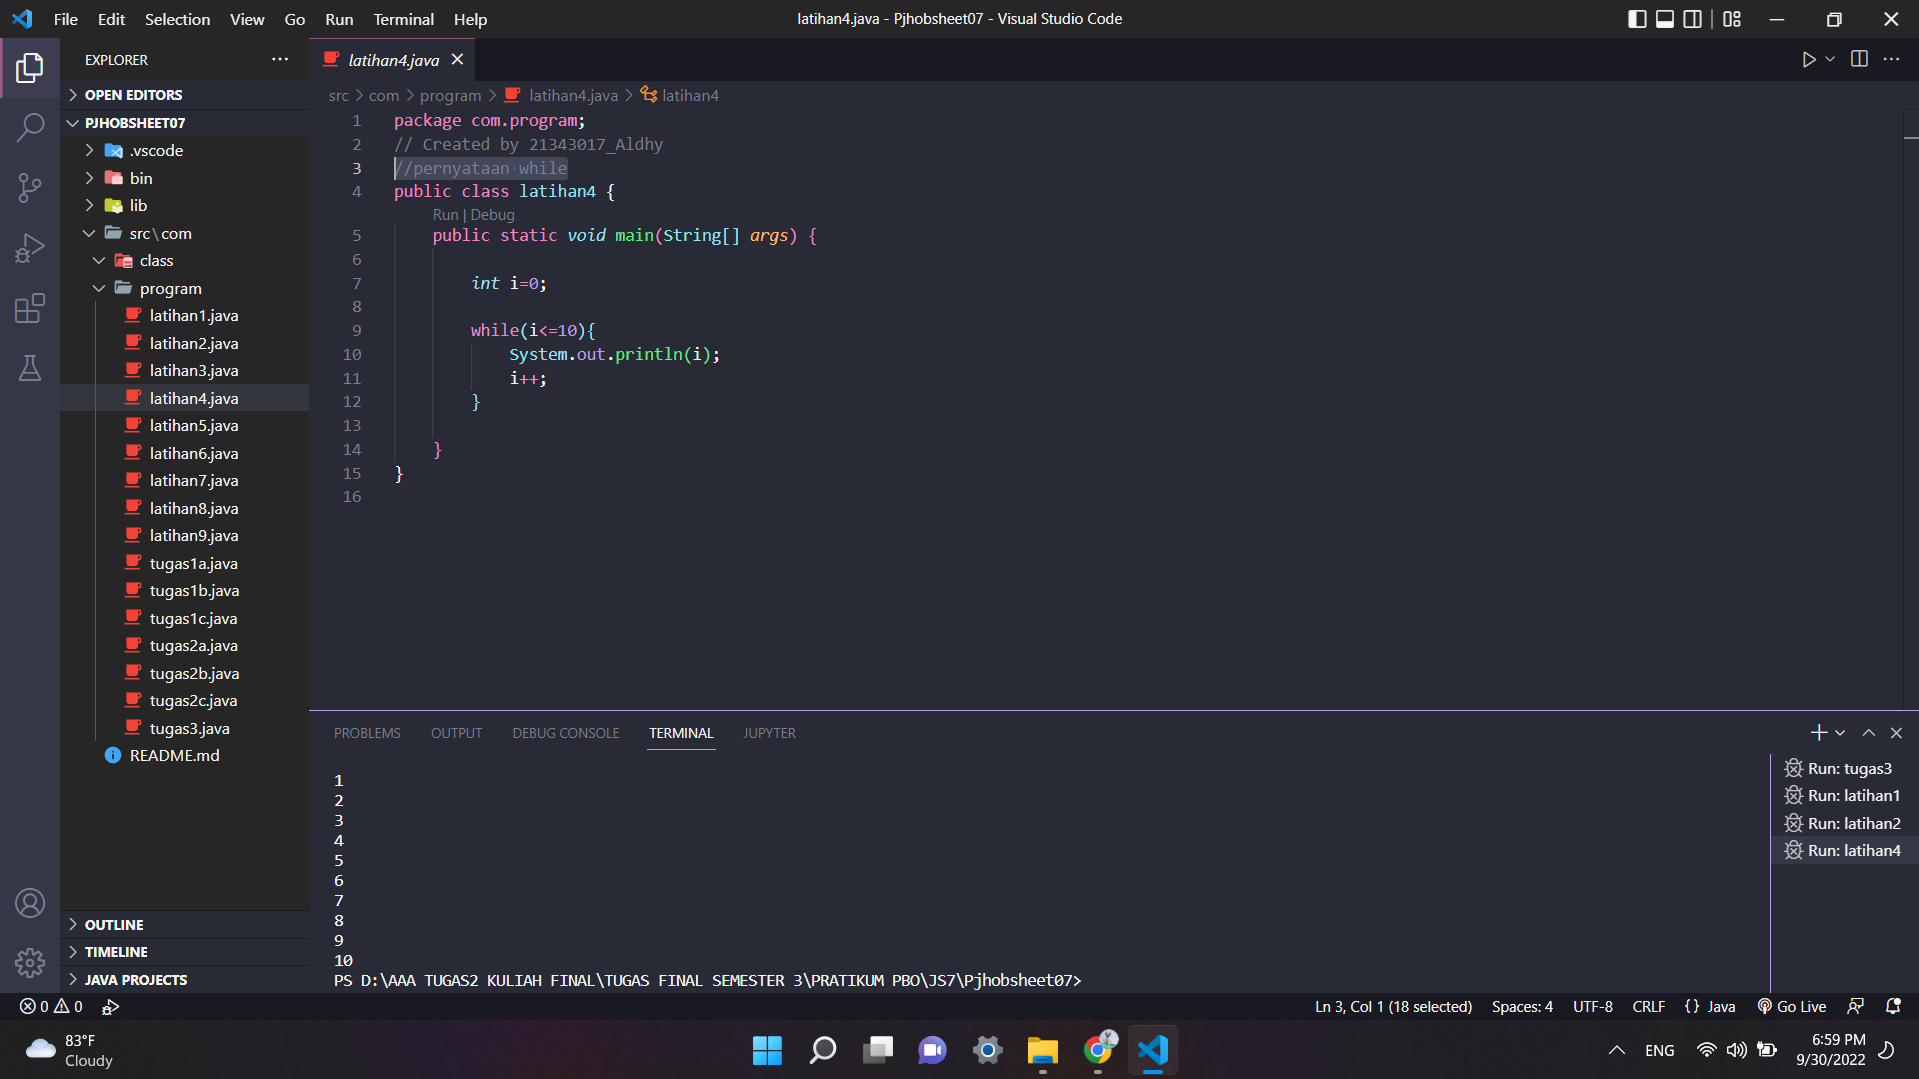 File Edit Selection View Go Run Terminal Help
latihan4.java - Pjhobsheet07 - Visual Studio Code
EXPLORER
OPEN EDITORS
PJHOBSHEET07
.vscode
bin
lib
src\com
class
program
latihan1.java
latihan2.java
latihan3.java
latihan4.java
latihan5.java
latihan6.java
latihan7.java
latihan8.java
latihan9.java
tugas1a.java
tugas1b.java
tugas1c.java
tugas2a.java
tugas2b.java
tugas2c.java
tugas3.java
README.md
OUTLINE
TIMELINE
JAVA PROJECTS
latihan4.java
src > com > program > latihan4.java > latihan4
1 package com.program;
2 // Created by 21343017_Aldhy
3 //pernyataan while
4 public class latihan4 {
Run | Debug
5 public static void main(String[] args) {
6
7 int i=0;
8
9 while(i<=10){
10 System.out.println(i);
11 i++;
12 }
13
14 }
15 }
16
PROBLEMS OUTPUT DEBUG CONSOLE TERMINAL JUPYTER
1
2
3
4
5
6
7
8
9
10
PS D:\AAA TUGAS2 KULIAH FINAL\TUGAS FINAL SEMESTER 3\PRATIKUM PBO\JS7\Pjhobsheet07>
Run: tugas3
Run: latihan1
Run: latihan2
Run: latihan4
0 0
Ln 3, Col 1 (18 selected) Spaces: 4 UTF-8 CRLF {} Java Go Live
83°F
Cloudy
ENG
6:59 PM
9/30/2022